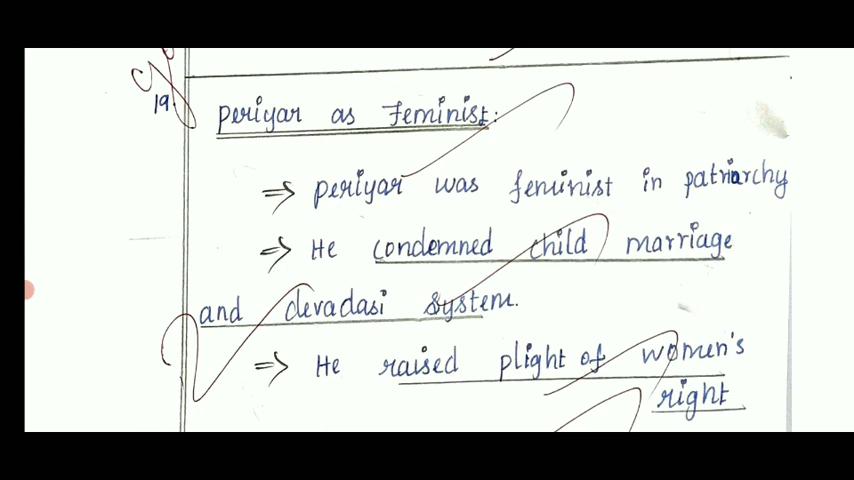 19. Periyar as Feminist:
⇒ Periyar was feminist in patriarchy
⇒ He condemned child marriage
and devadasi system.
⇒ He raised plight of women's
right